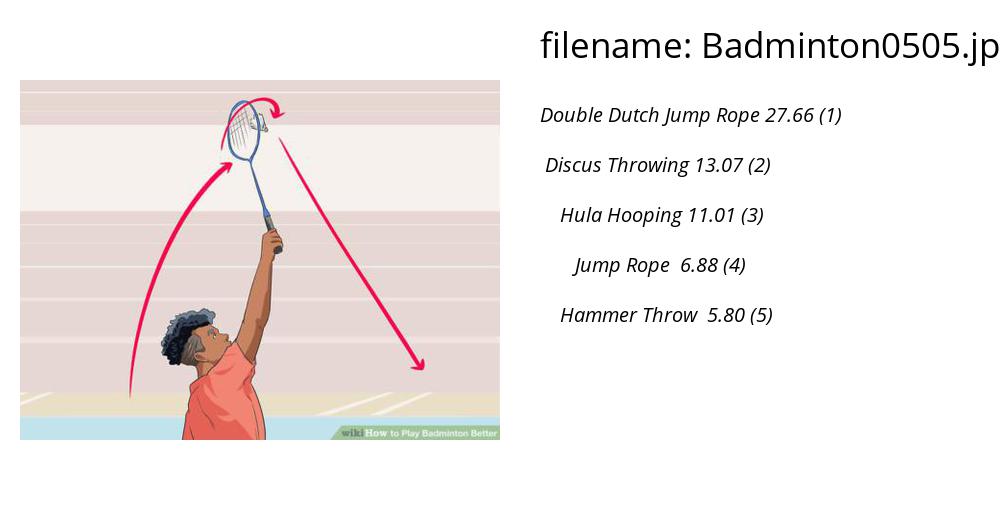 filename: Badminton0505.jp
Double Dutch Jump Rope 27.66 (1)
Discus Throwing 13.07 (2)
Hula Hooping 11.01 (3)
Jump Rope 6.88 (4)
Hammer Throw 5.80 (5)
wikiHow to Play Badminton Better